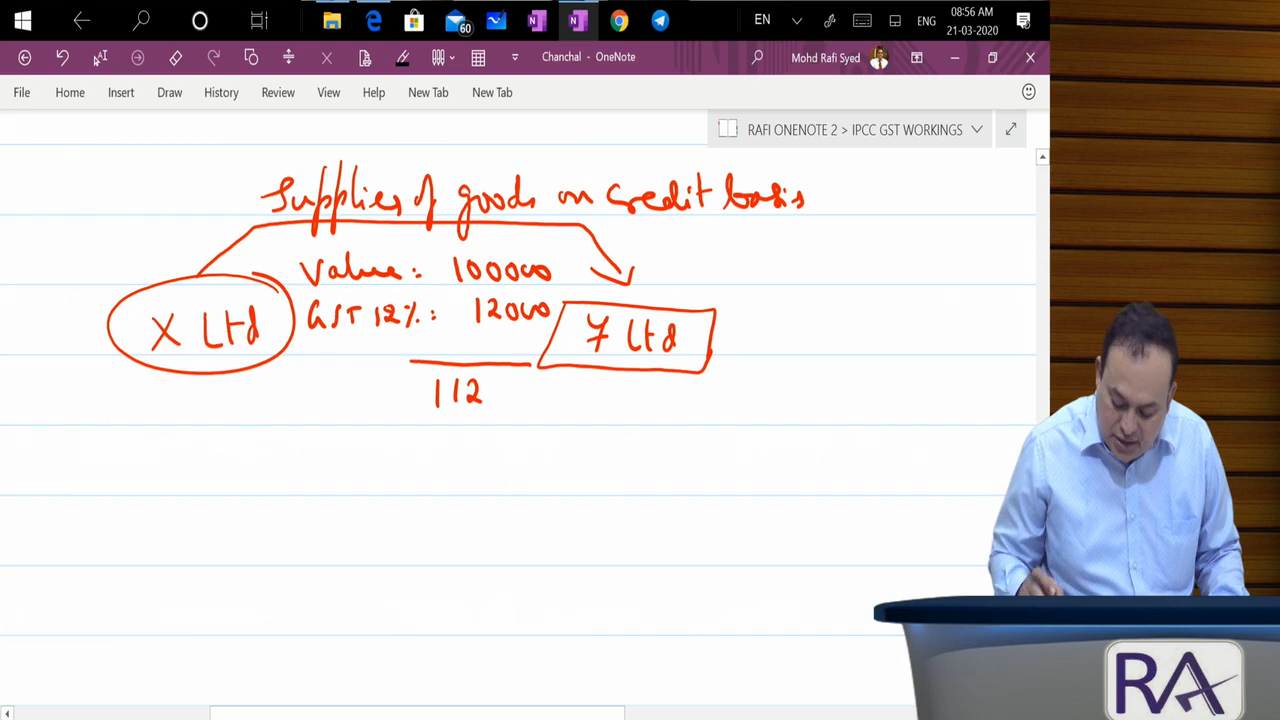 EN
ENG
08:56 AM
21-03-2020
60
Chanchal - OneNote
Mohd Rafi Syed
File Home Insert Draw History Review View Help New Tab New Tab
RAFI ONENOTE 2 > IPCC GST WORKINGS
Supplies of goods on credit basis
Value: 100000
X Ltd
GST 12%: 12000
Y Ltd
112
RA